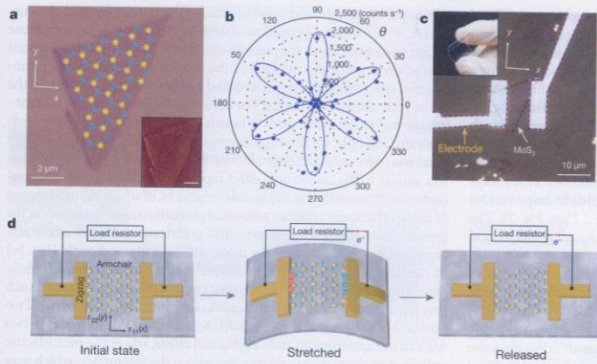 a
y
x
2 μm
b
90
2,500 (counts s⁻¹)
120
60
θ
2,000
1,500
150
30
1,000
500
180
0
210
330
240
300
270
c
y
x
Electrode
MoS₂
10 μm
d
Load resistor
Armchair
Zigzag
Initial state
Load resistor
e⁻
Stretched
Load resistor
e⁻
Released